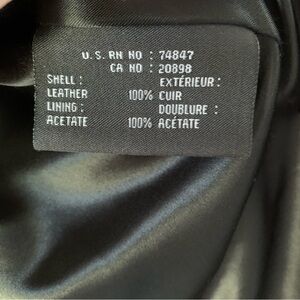 U.S. RN NO : 74847
CA NO : 20898
SHELL : EXTÉRIEUR :
LEATHER 100% CUIR
LINING : DOUBLURE :
ACETATE 100% ACÉTATE